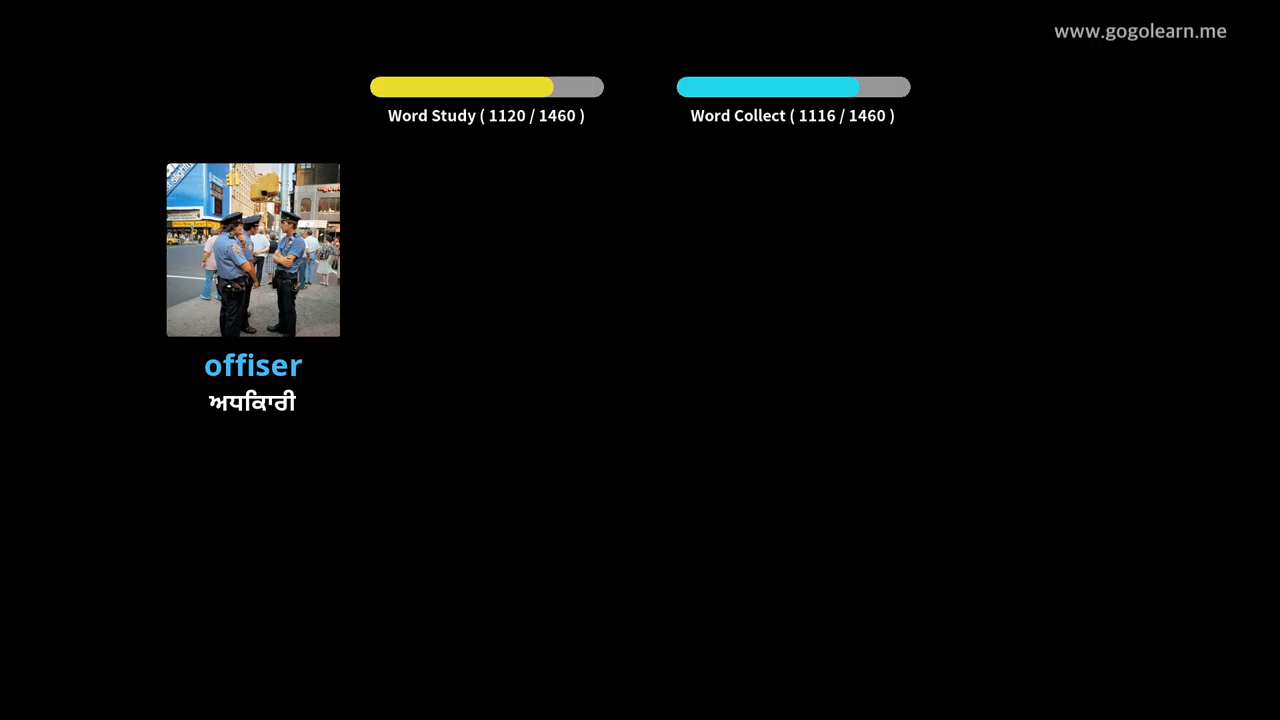 www.gogolearn.me
Word Study ( 1120 / 1460 )
Word Collect ( 1116 / 1460 )
offiser
ਅਧਿਕਾਰੀ